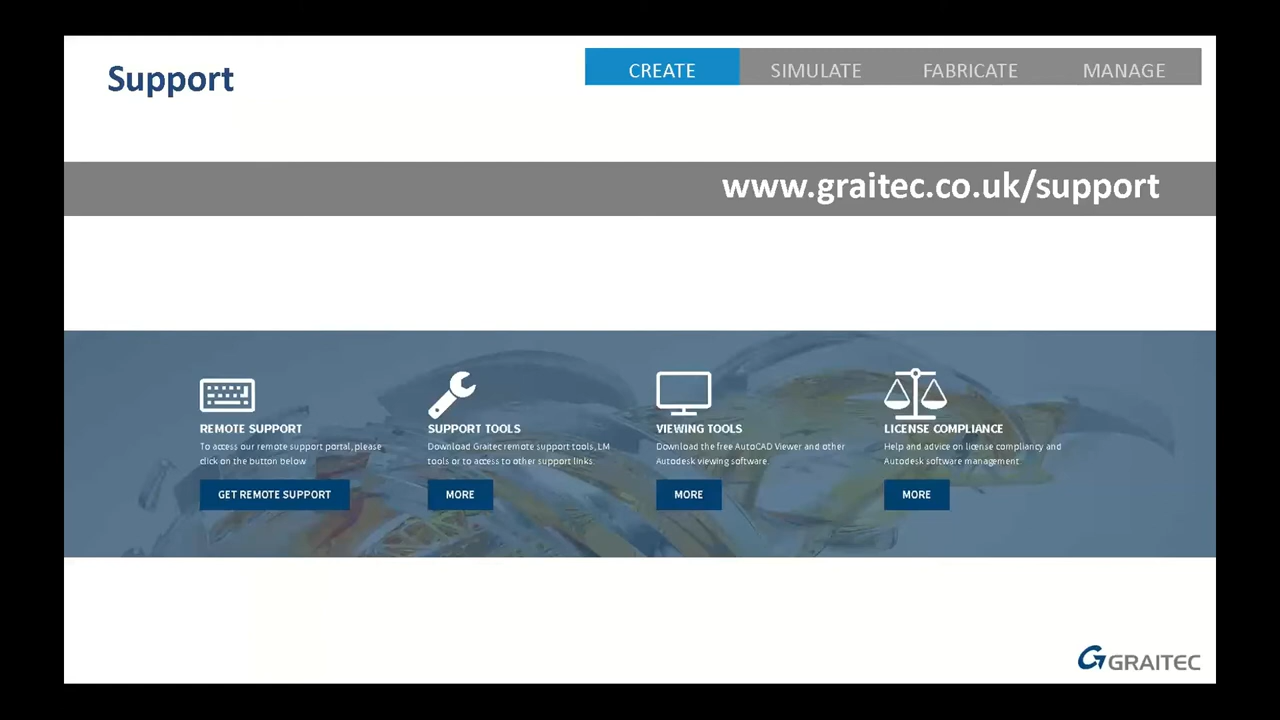 Support
CREATE SIMULATE FABRICATE MANAGE
www.graitec.co.uk/support
REMOTE SUPPORT
To access our remote support portal, please
click on the button below
GET REMOTE SUPPORT
SUPPORT TOOLS
Download Graitec remote support tools, LM
tools or to access to other support links.
MORE
VIEWING TOOLS
Download the free AutoCAD Viewer and other
Autodesk viewing software.
MORE
LICENSE COMPLIANCE
Help and advice on license compliancy and
Autodesk software management.
MORE
GRAITEC